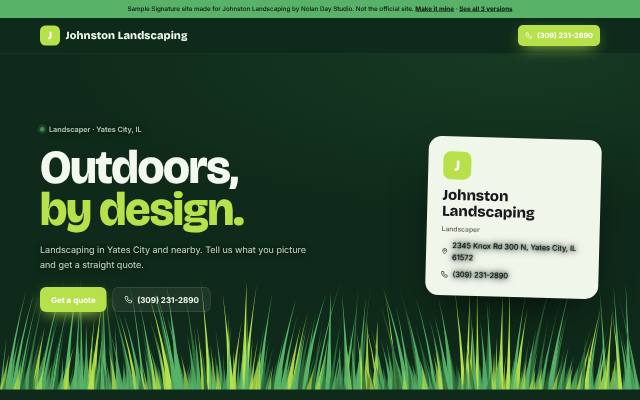 Sample Signature site made for Johnston Landscaping by Nolan Day Studio. Not the official site. Make it mine · See all 3 versions
J Johnston Landscaping
(309) 231-2890
Landscaper · Yates City, IL
Outdoors,
by design.
Landscaping in Yates City and nearby. Tell us what you picture
and get a straight quote.
Get a quote
(309) 231-2890
J
Johnston
Landscaping
Landscaper
2345 Knox Rd 300 N, Yates City, IL
61572
(309) 231-2890